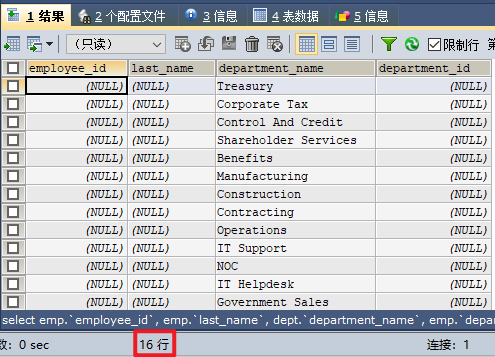 1 结果 2 个配置文件 3 信息 4 表数据 5 信息
（只读） 限制行
employee_id last_name department_name department_id
(NULL) (NULL) Treasury (NULL)
(NULL) (NULL) Corporate Tax (NULL)
(NULL) (NULL) Control And Credit (NULL)
(NULL) (NULL) Shareholder Services (NULL)
(NULL) (NULL) Benefits (NULL)
(NULL) (NULL) Manufacturing (NULL)
(NULL) (NULL) Construction (NULL)
(NULL) (NULL) Contracting (NULL)
(NULL) (NULL) Operations (NULL)
(NULL) (NULL) IT Support (NULL)
(NULL) (NULL) NOC (NULL)
(NULL) (NULL) IT Helpdesk (NULL)
(NULL) (NULL) Government Sales (NULL)
select emp.`employee_id`, emp.`last_name`, dept.`department_name`, emp.`depar
: 0 sec 16 行 连接: 1